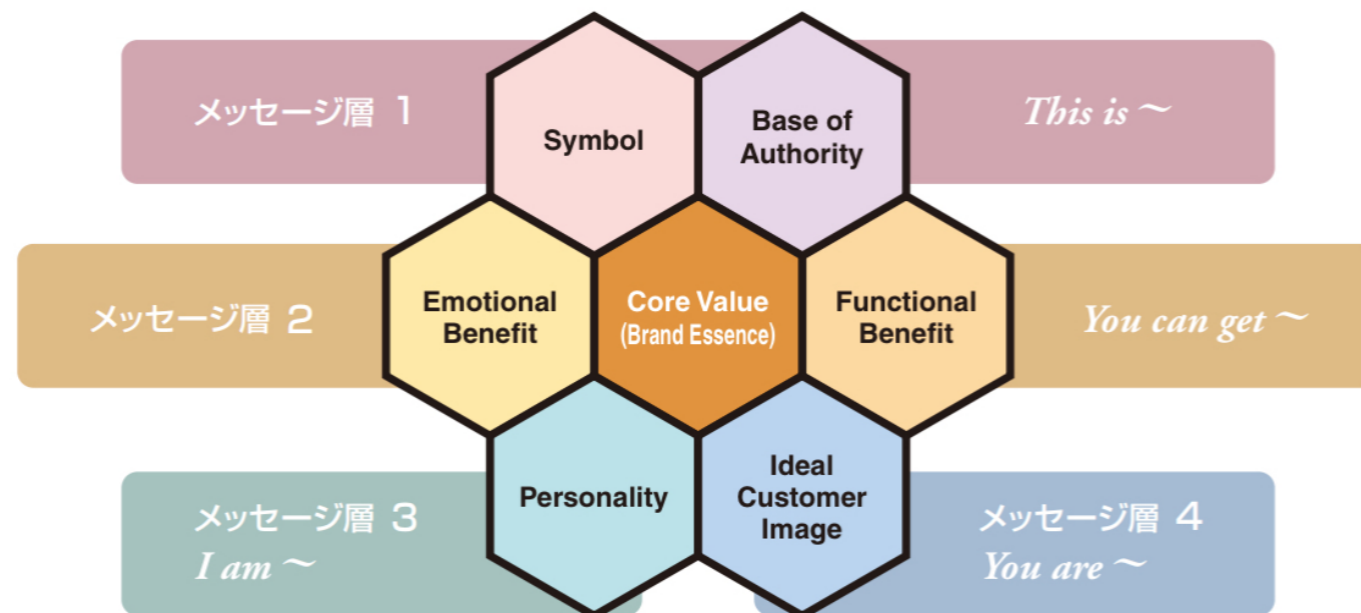 メッセージ層 1
Symbol
Base of
Authority
This is ～
メッセージ層 2
Emotional
Benefit
Core Value
(Brand Essence)
Functional
Benefit
You can get ～
メッセージ層 3
I am ～
Personality
Ideal
Customer
Image
メッセージ層 4
You are ～